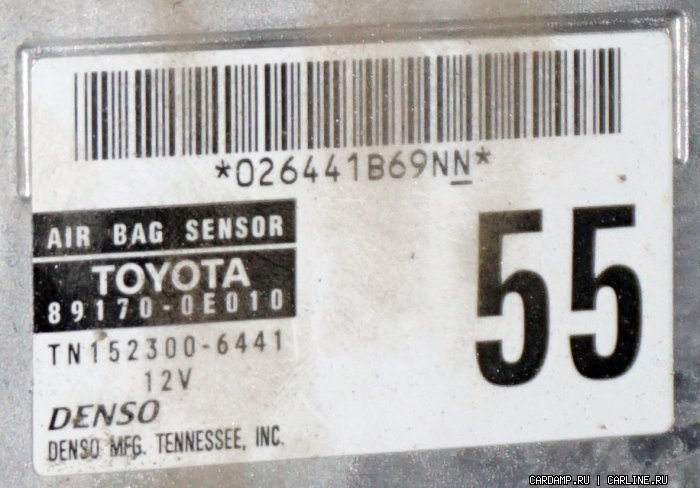 *026441B69NN*
AIR BAG SENSOR
TOYOTA
89170-0E010
55
TN152300-6441
12V
DENSO
DENSO MFG. TENNESSEE, INC.
CARDAMP.RU | CARLINE.RU